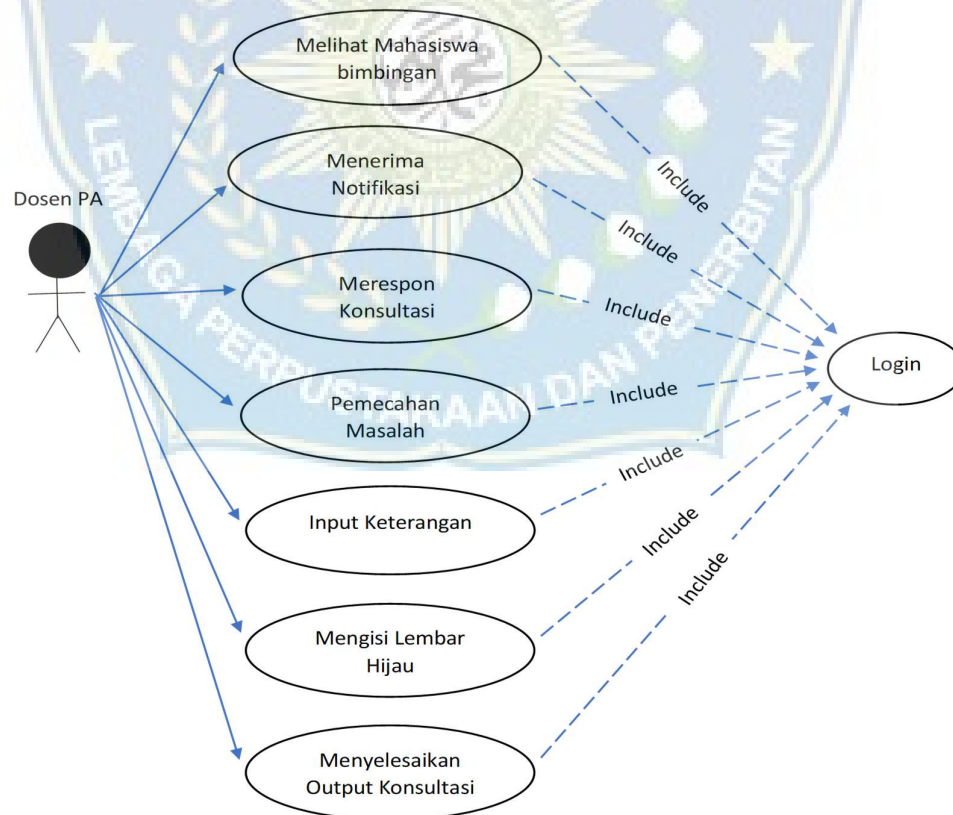 Melihat Mahasiswa
bimbingan
Menerima
Notifikasi
Dosen PA
Merespon
Konsultasi
Pemecahan
Masalah
Input Keterangan
Mengisi Lembar
Hijau
Menyelesaikan
Output Konsultasi
Include
Include
Include
Include
Include
Include
Include
Login
LEMBAGA PERPUSTAKAAN DAN PENERBITAN